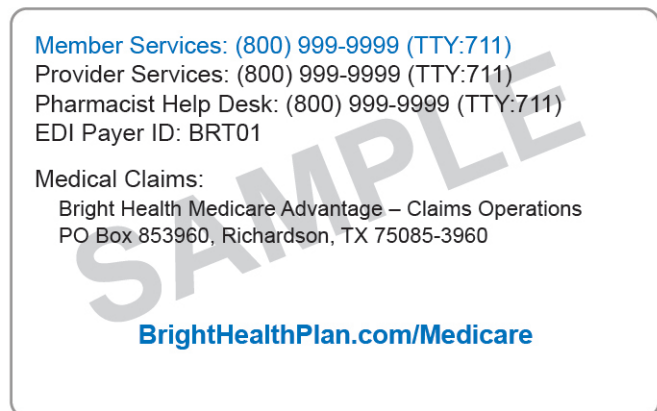 Member Services: (800) 999-9999 (TTY:711)
Provider Services: (800) 999-9999 (TTY:711)
Pharmacist Help Desk: (800) 999-9999 (TTY:711)
EDI Payer ID: BRT01
Medical Claims:
Bright Health Medicare Advantage – Claims Operations
PO Box 853960, Richardson, TX 75085-3960
SAMPLE
BrightHealthPlan.com/Medicare